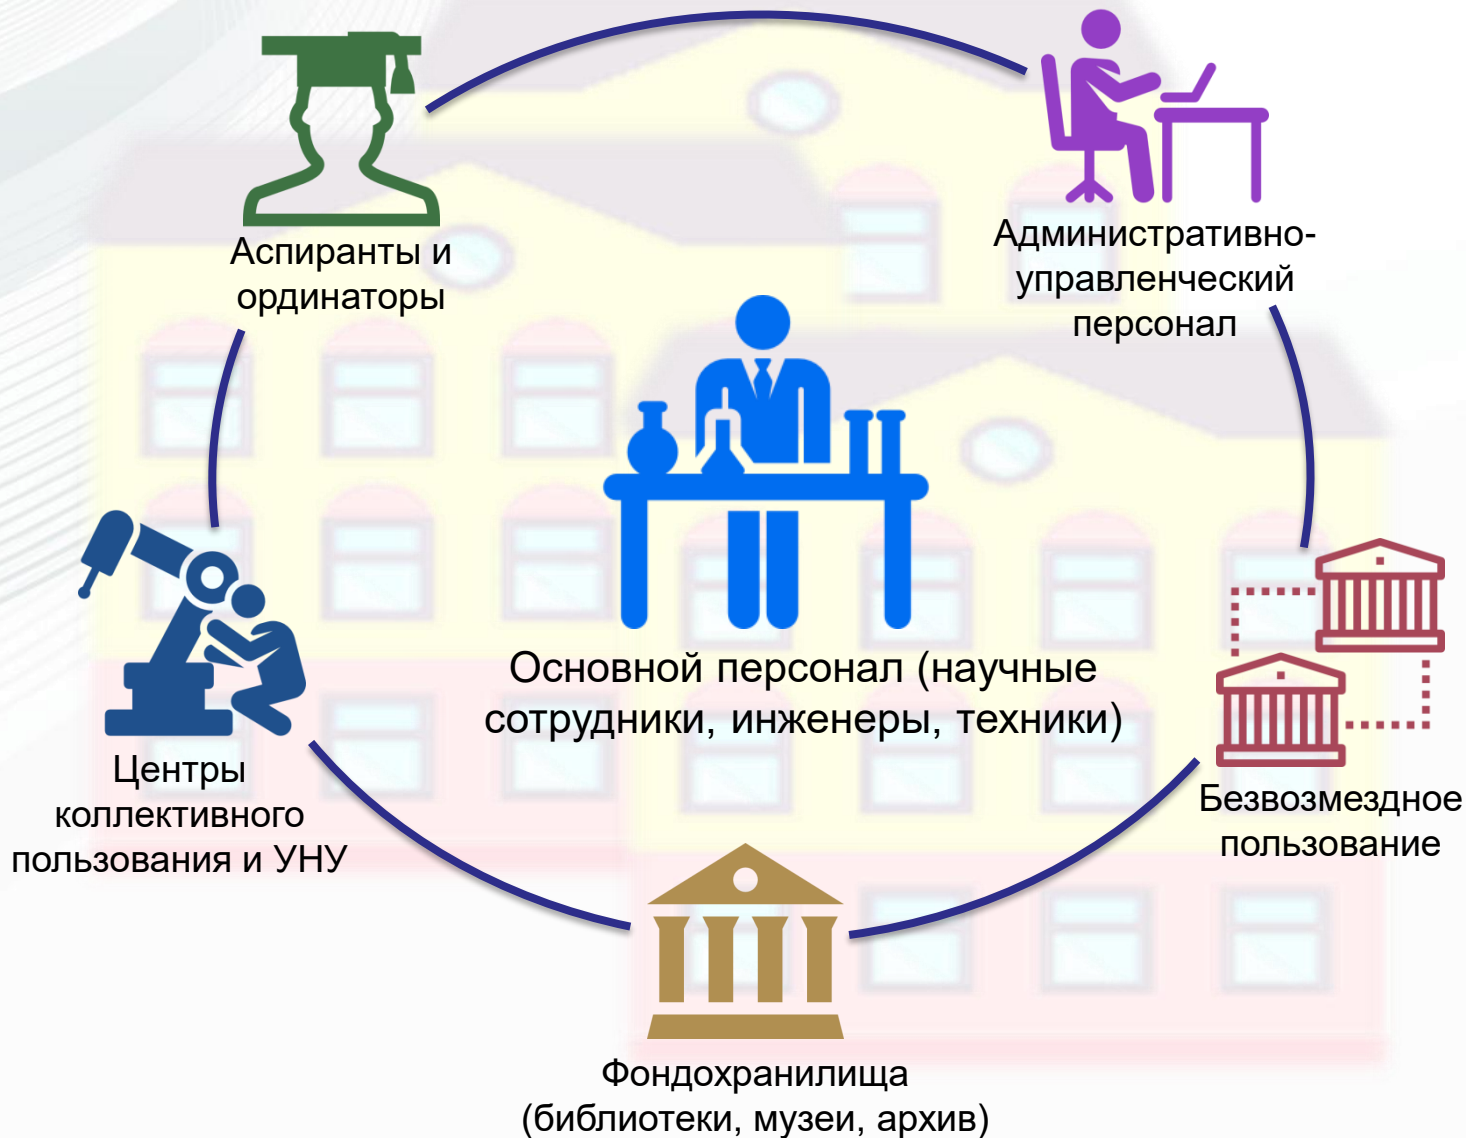 Аспиранты и
ординаторы
Административно-
управленческий
персонал
Основной персонал (научные
сотрудники, инженеры, техники)
Центры
коллективного
пользования и УНУ
Безвозмездное
пользование
Фондохранилища
(библиотеки, музеи, архив)